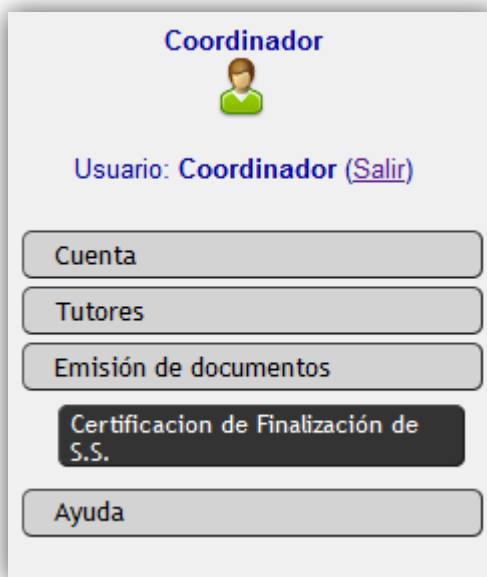 Coordinador
Usuario: Coordinador (Salir)
Cuenta
Tutores
Emisión de documentos
Certificacion de Finalización de
S.S.
Ayuda